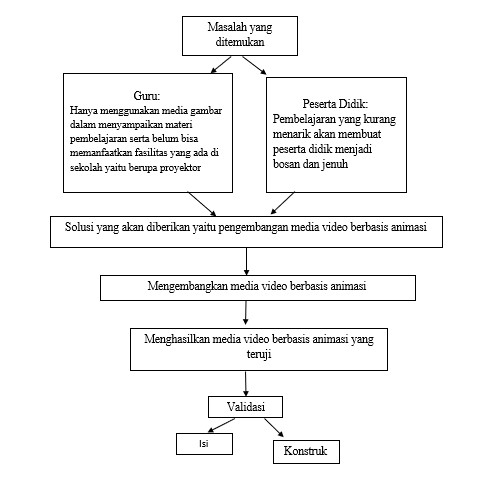 Masalah yang
ditemukan
Guru:
Hanya menggunakan media gambar
dalam menyampaikan materi
pembelajaran serta belum bisa
memanfaatkan fasilitas yang ada di
sekolah yaitu berupa proyektor
Peserta Didik:
Pembelajaran yang kurang
menarik akan membuat
peserta didik menjadi
bosan dan jenuh
Solusi yang akan diberikan yaitu pengembangan media video berbasis animasi
Mengembangkan media video berbasis animasi
Menghasilkan media video berbasis animasi yang
teruji
Validasi
Isi
Konstruk